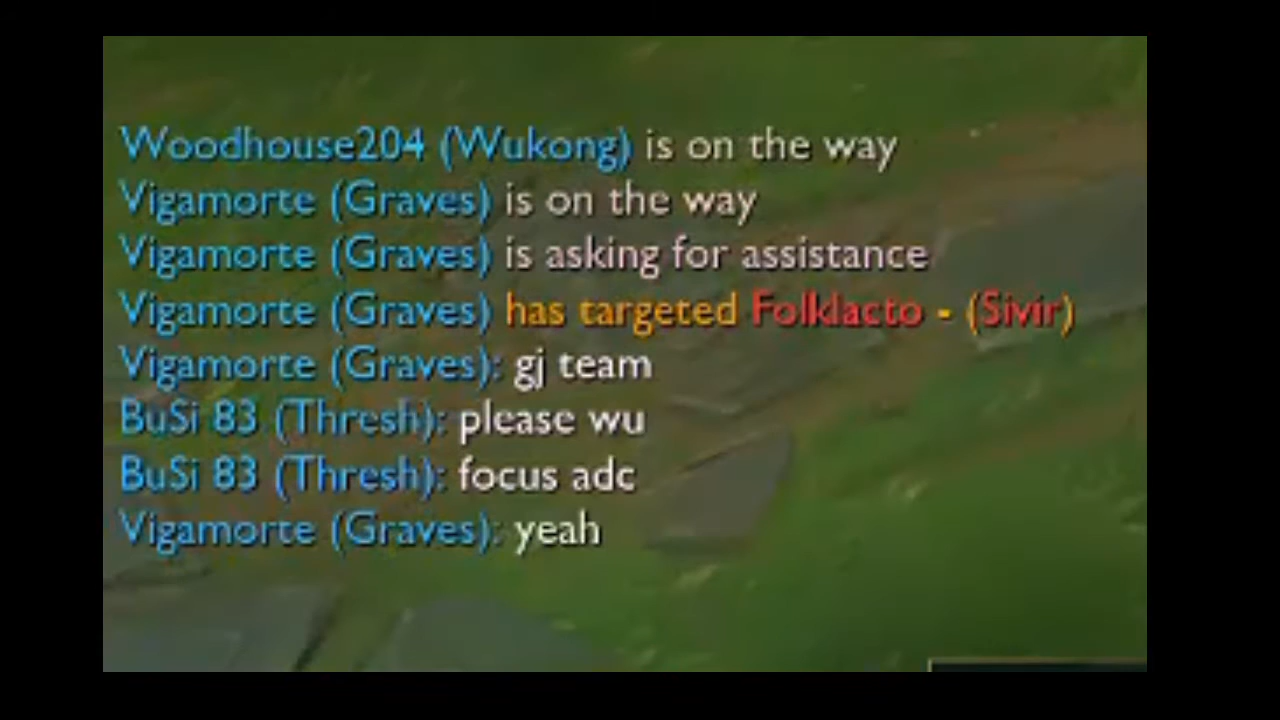 Woodhouse204 (Wukong) is on the way
Vigamorte (Graves) is on the way
Vigamorte (Graves) is asking for assistance
Vigamorte (Graves) has targeted Folklacto - (Sivir)
Vigamorte (Graves): gj team
BuSi 83 (Thresh): please wu
BuSi 83 (Thresh): focus adc
Vigamorte (Graves): yeah